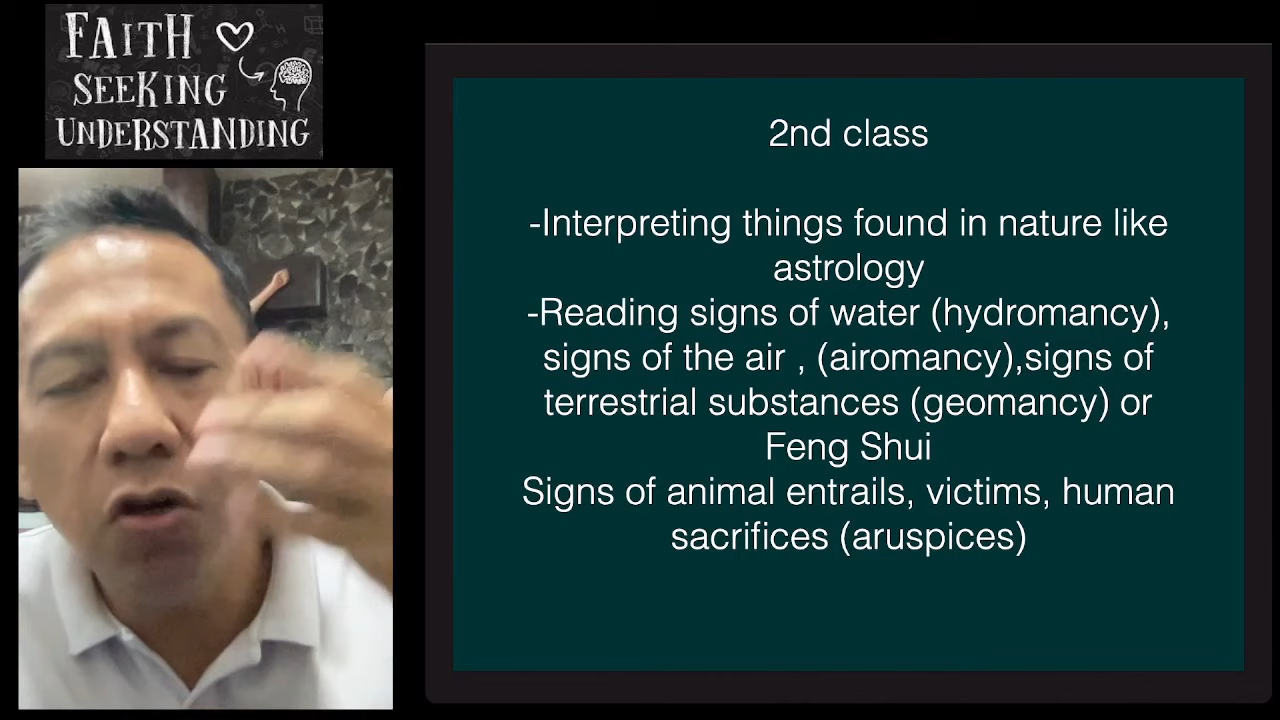 FAITH
SEEKING
UNDERSTANDING
2nd class
-Interpreting things found in nature like
astrology
-Reading signs of water (hydromancy),
signs of the air , (airomancy),signs of
terrestrial substances (geomancy) or
Feng Shui
Signs of animal entrails, victims, human
sacrifices (aruspices)